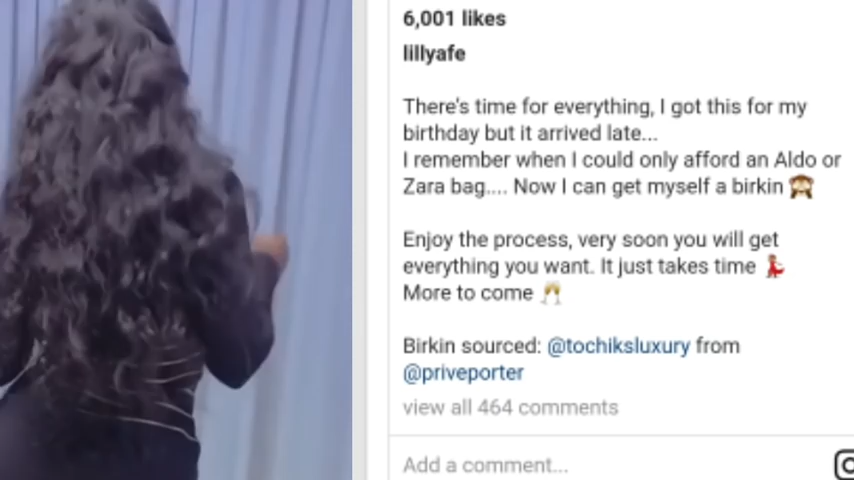 6,001 likes
lillyafe
There's time for everything, I got this for my
birthday but it arrived late...
I remember when I could only afford an Aldo or
Zara bag.... Now I can get myself a birkin 🙈
Enjoy the process, very soon you will get
everything you want. It just takes time 💃
More to come 🥂
Birkin sourced: @tochiksluxury from
@priveporter
view all 464 comments
Add a comment...